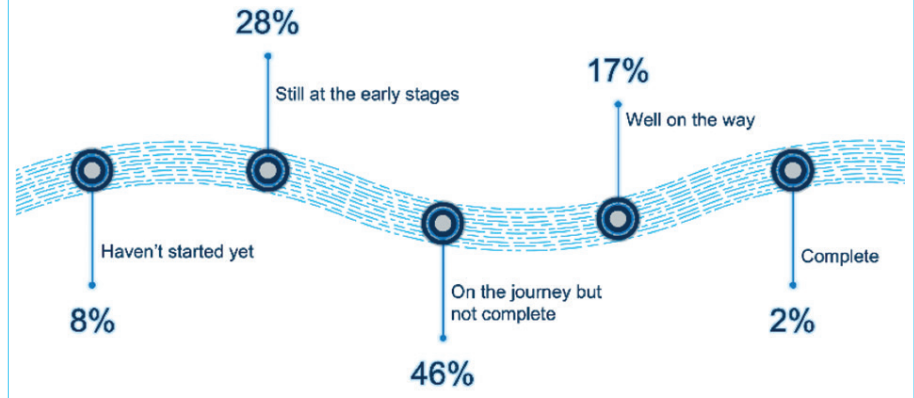 28%
Still at the early stages
17%
Well on the way
Haven't started yet
8%
On the journey but
not complete
46%
Complete
2%